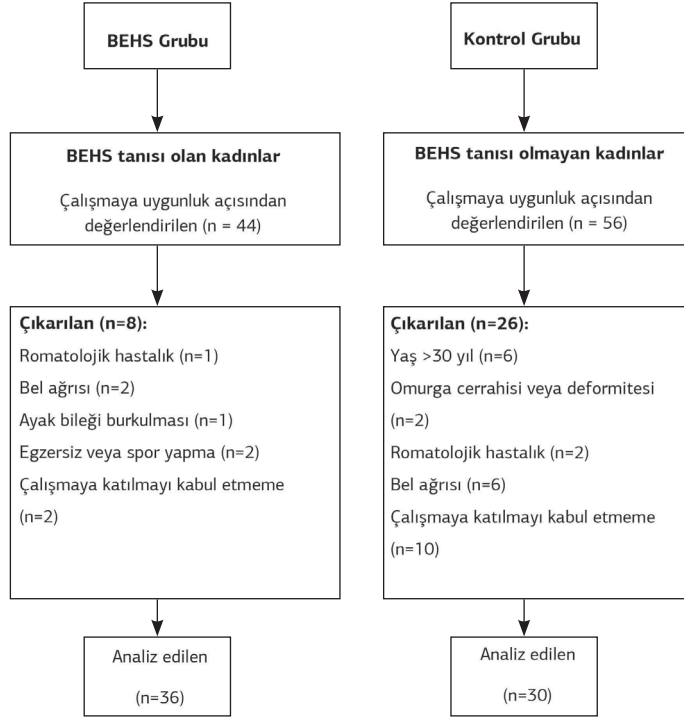 BEHS Grubu
BEHS tanısı olan kadınlar
Çalışmaya uygunluk açısından
değerlendirilen (n = 44)
Çıkarılan (n=8):
Romatolojik hastalık (n=1)
Bel ağrısı (n=2)
Ayak bileği burkulması (n=1)
Egzersiz veya spor yapma (n=2)
Çalışmaya katılmayı kabul etmeme
(n=2)
Analiz edilen
(n=36)
Kontrol Grubu
BEHS tanısı olmayan kadınlar
Çalışmaya uygunluk açısından
değerlendirilen (n = 56)
Çıkarılan (n=26):
Yaş >30 yıl (n=6)
Omurga cerrahisi veya deformitesi
(n=2)
Romatolojik hastalık (n=2)
Bel ağrısı (n=6)
Çalışmaya katılmayı kabul etmeme
(n=10)
Analiz edilen
(n=30)